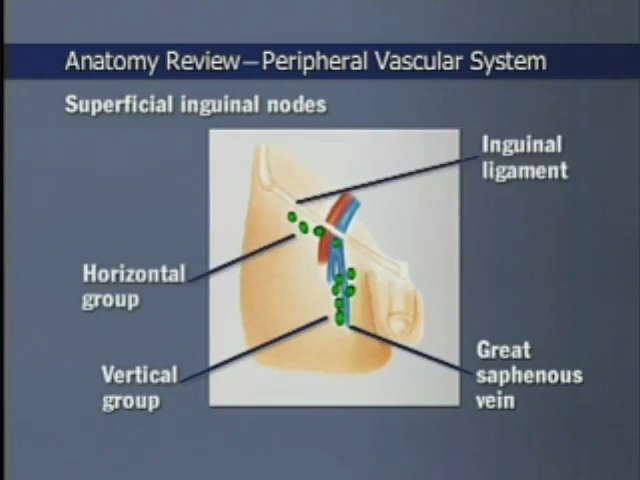 Anatomy Review—Peripheral Vascular System
Superficial inguinal nodes
Inguinal
ligament
Horizontal
group
Vertical
group
Great
saphenous
vein